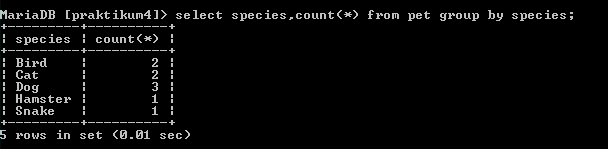 MariaDB [praktikum4]> select species,count(*) from pet group by species;
+---------+----------+
| species | count(*) |
+---------+----------+
| Bird    |        2 |
| Cat     |        2 |
| Dog     |        3 |
| Hamster |        1 |
| Snake   |        1 |
+---------+----------+
5 rows in set (0.01 sec)